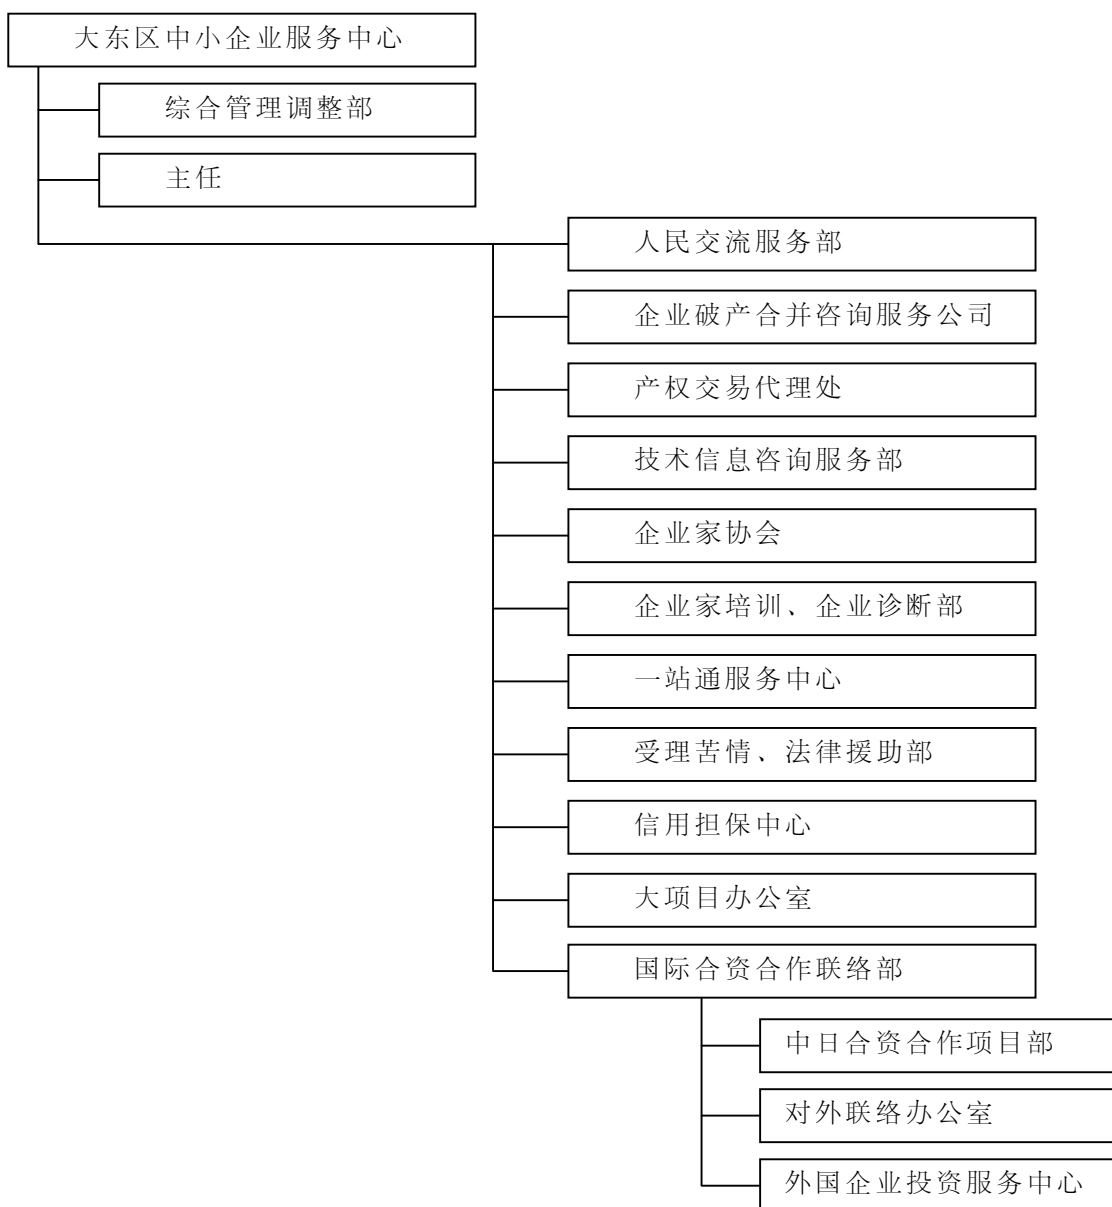 大东区中小企业服务中心
综合管理调整部
主任
人民交流服务部
企业破产合并咨询服务公司
产权交易代理处
技术信息咨询服务部
企业家协会
企业家培训、企业诊断部
一站通服务中心
受理苦情、法律援助部
信用担保中心
大项目办公室
国际合资合作联络部
中日合资合作项目部
对外联络办公室
外国企业投资服务中心